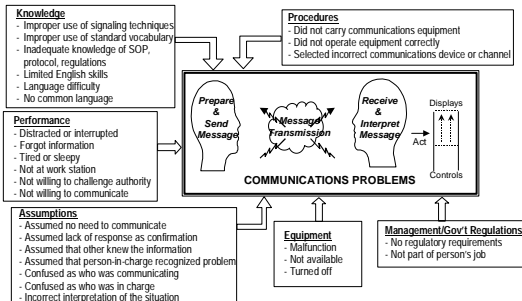 Knowledge
- Improper use of signaling techniques
- Improper use of standard vocabulary
- Inadequate knowledge of SOP,
protocol, regulations
- Limited English skills
- Language difficulty
- No common language
Procedures
- Did not carry communications equipment
- Did not operate equipment correctly
- Selected incorrect communications device or channel
Performance
- Distracted or interrupted
- Forgot information
- Tired or sleepy
- Not at work station
- Not willing to challenge authority
- Not willing to communicate
Prepare
&
Send
Message
Message
Transmission
Receive
&
Interpret
Message
Act
Displays
Controls
COMMUNICATIONS PROBLEMS
Assumptions
- Assumed no need to communicate
- Assumed lack of response as confirmation
- Assumed that other knew the information
- Assumed that person-in-charge recognized problem
- Confused as who was communicating
- Confused as who was in charge
- Incorrect interpretation of the situation
Equipment
- Malfunction
- Not available
- Turned off
Management/Gov't Regulations
- No regulatory requirements
- Not part of person's job